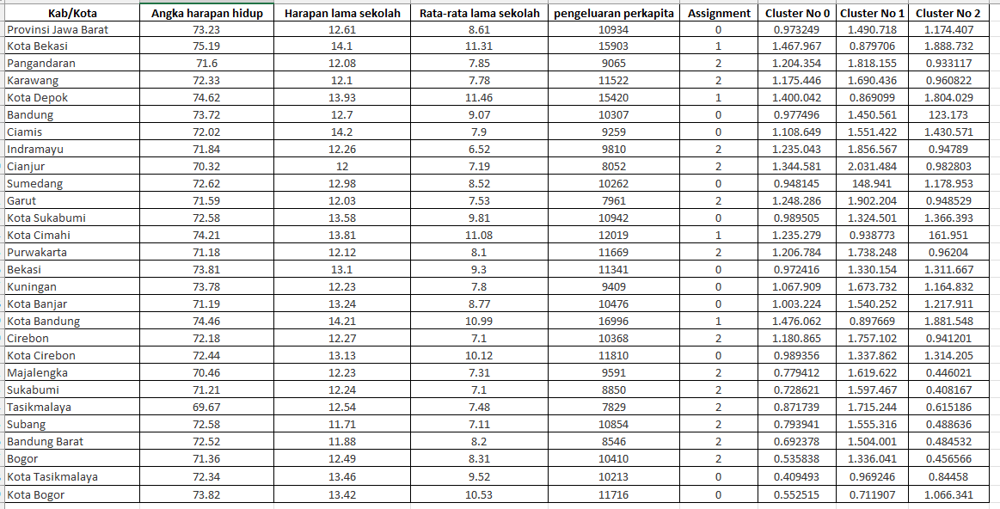 Kab/Kota Angka harapan hidup Harapan lama sekolah Rata-rata lama sekolah pengeluaran perkapita Assignment Cluster No 0 Cluster No 1 Cluster No 2
Provinsi Jawa Barat 73.23 12.61 8.61 10934 0 0.973249 1.490.718 1.174.407
Kota Bekasi 75.19 14.1 11.31 15903 1 1.467.967 0.879706 1.888.732
Pangandaran 71.6 12.08 7.85 9065 2 1.204.354 1.818.155 0.933117
Karawang 72.33 12.1 7.78 11522 2 1.175.446 1.690.436 0.960822
Kota Depok 74.62 13.93 11.46 15420 1 1.400.042 0.869099 1.804.029
Bandung 73.72 12.7 9.07 10307 0 0.977496 1.450.561 123.173
Ciamis 72.02 14.2 7.9 9259 0 1.108.649 1.551.422 1.430.571
Indramayu 71.84 12.26 6.52 9810 2 1.235.043 1.856.567 0.94789
Cianjur 70.32 12 7.19 8052 2 1.344.581 2.031.484 0.982803
Sumedang 72.62 12.98 8.52 10262 0 0.948145 148.941 1.178.953
Garut 71.59 12.03 7.53 7961 2 1.248.286 1.902.204 0.948529
Kota Sukabumi 72.58 13.58 9.81 10942 0 0.989505 1.324.501 1.366.393
Kota Cimahi 74.21 13.81 11.08 12019 1 1.235.279 0.938773 161.951
Purwakarta 71.18 12.12 8.1 11669 2 1.206.784 1.738.248 0.96204
Bekasi 73.81 13.1 9.3 11341 0 0.972416 1.330.154 1.311.667
Kuningan 73.78 12.23 7.8 9409 0 1.067.909 1.673.732 1.164.832
Kota Banjar 71.19 13.24 8.77 10476 0 1.003.224 1.540.252 1.217.911
Kota Bandung 74.46 14.21 10.99 16996 1 1.476.062 0.897669 1.881.548
Cirebon 72.18 12.27 7.1 10368 2 1.180.865 1.757.102 0.941201
Kota Cirebon 72.44 13.13 10.12 11810 0 0.989356 1.337.862 1.314.205
Majalengka 70.46 12.23 7.31 9591 2 0.779412 1.619.622 0.446021
Sukabumi 71.21 12.24 7.1 8850 2 0.728621 1.597.467 0.408167
Tasikmalaya 69.67 12.54 7.48 7829 2 0.871739 1.715.244 0.615186
Subang 72.58 11.71 7.11 10854 2 0.793941 1.555.316 0.488636
Bandung Barat 72.52 11.88 8.2 8546 2 0.692378 1.504.001 0.484532
Bogor 71.36 12.49 8.31 10410 2 0.535838 1.336.041 0.456566
Kota Tasikmalaya 72.34 13.46 9.52 10213 0 0.409493 0.969246 0.84458
Kota Bogor 73.82 13.42 10.53 11716 0 0.552515 0.711907 1.066.341